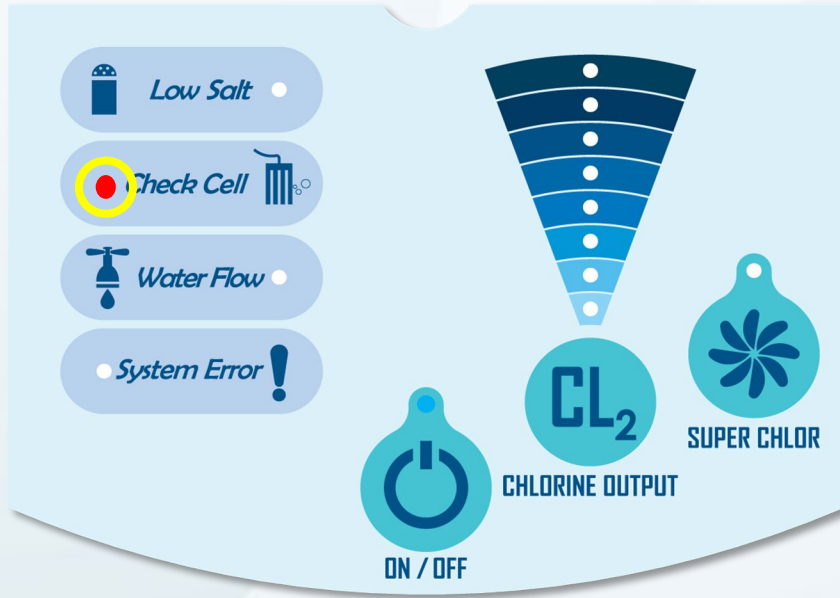 Low Salt
Check Cell
Water Flow
System Error
CL2
SUPER CHLOR
CHLORINE OUTPUT
ON / OFF